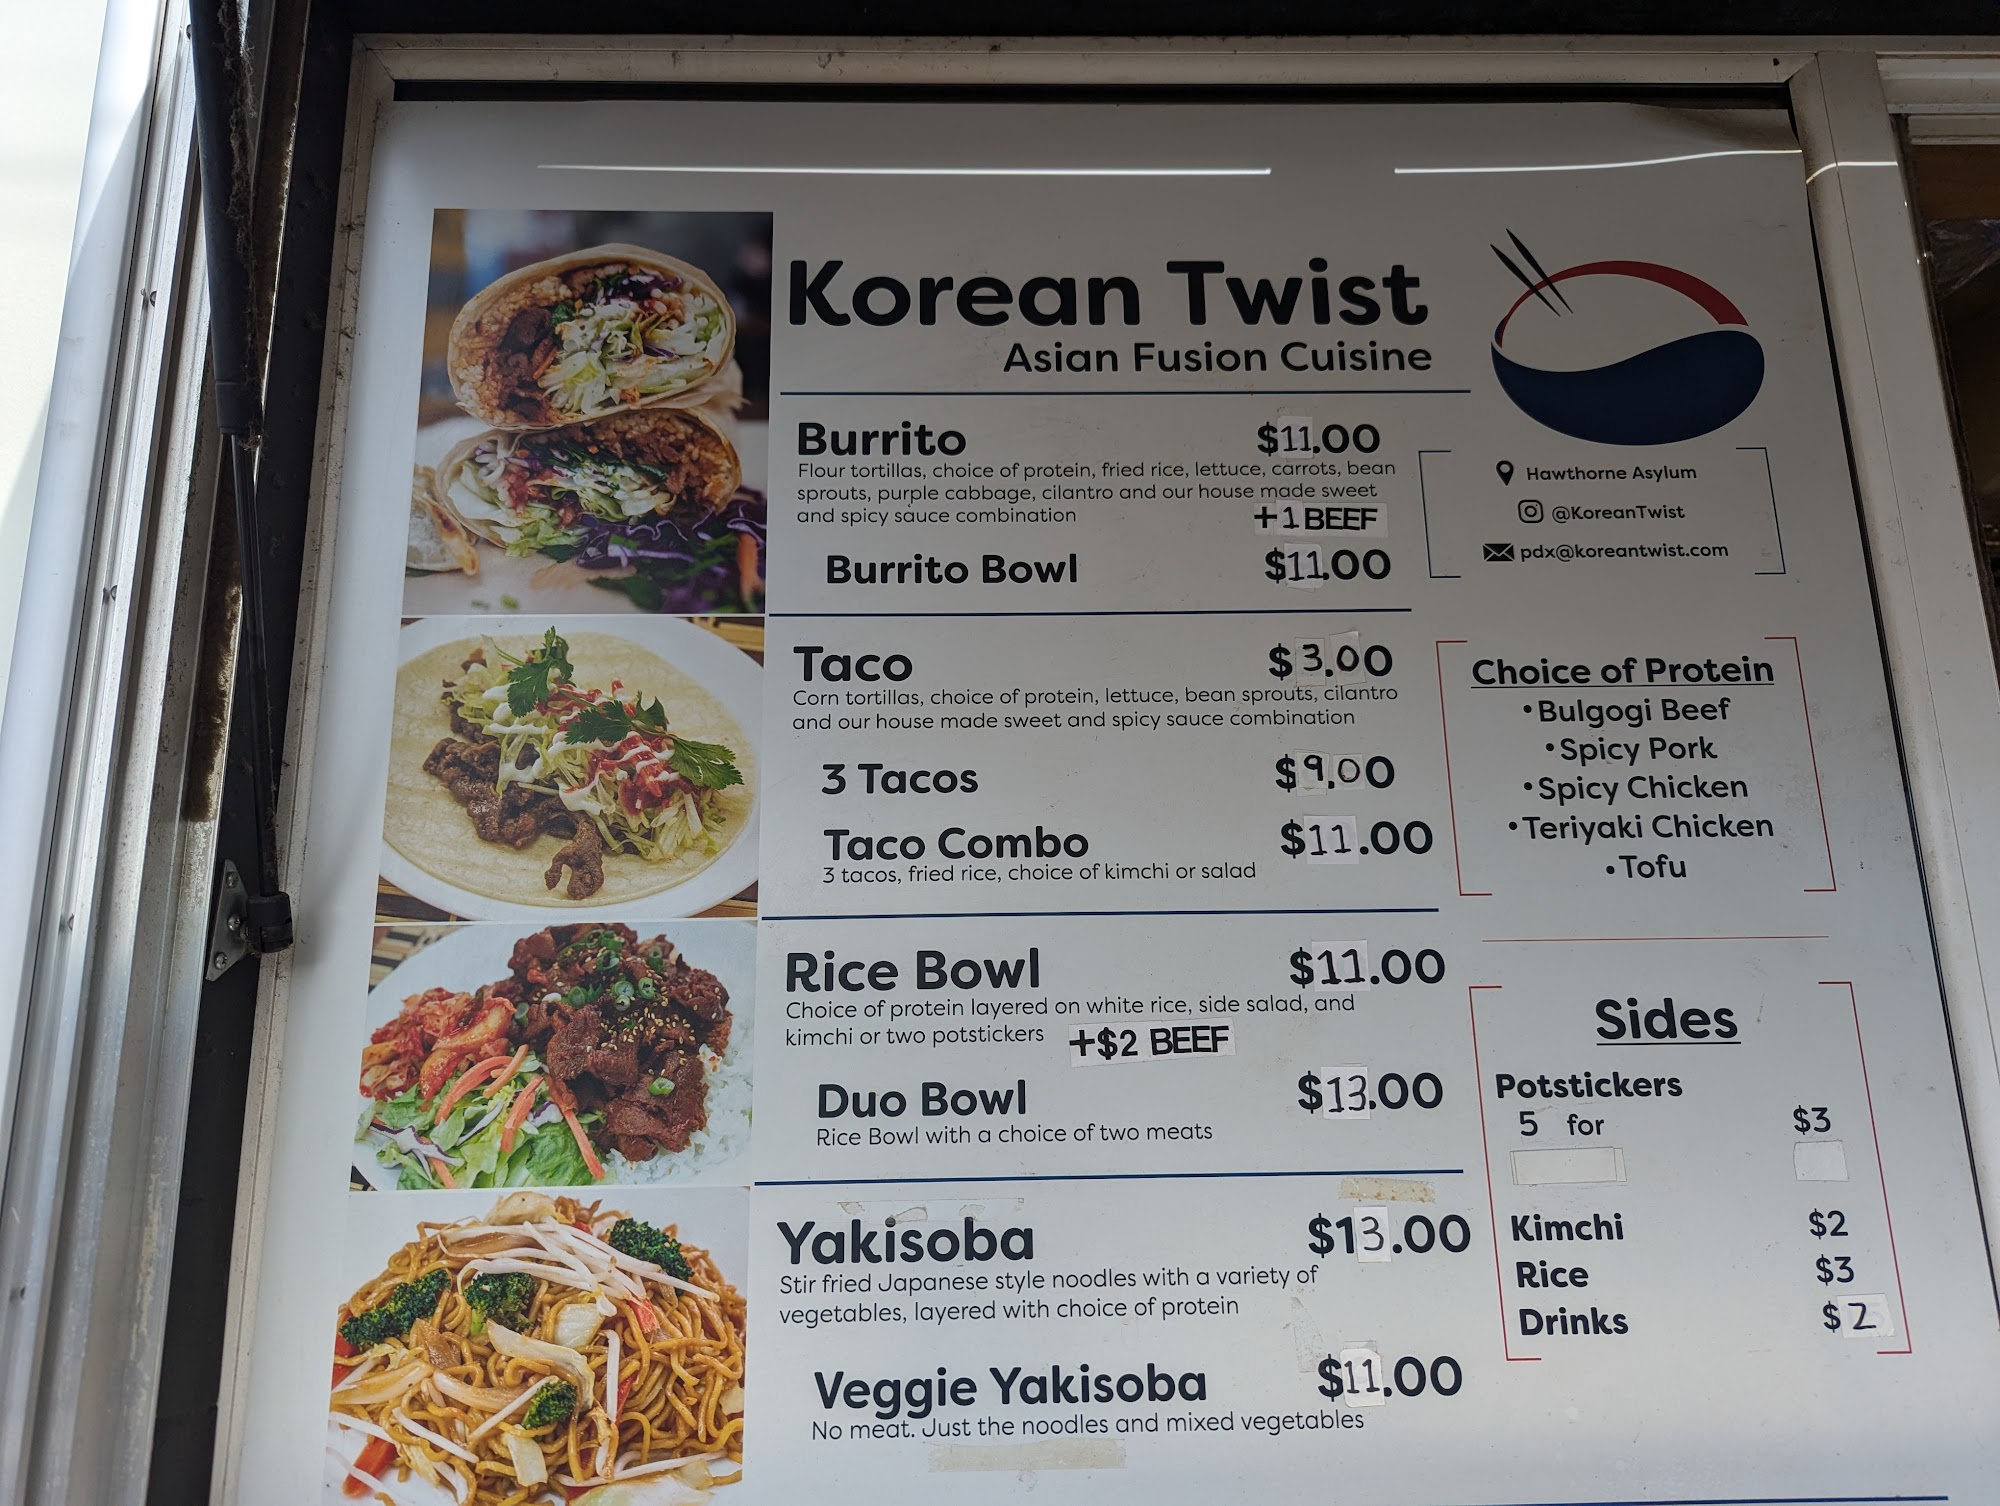 Korean Twist
Asian Fusion Cuisine
Burrito $11.00
Flour tortillas, choice of protein, fried rice, lettuce, carrots, bean
sprouts, purple cabbage, cilantro and our house made sweet
and spicy sauce combination
+1 BEEF
Burrito Bowl $11.00
Taco $3.00
Corn tortillas, choice of protein, lettuce, bean sprouts, cilantro
and our house made sweet and spicy sauce combination
3 Tacos $9.00
Taco Combo $11.00
3 tacos, fried rice, choice of kimchi or salad
Rice Bowl $11.00
Choice of protein layered on white rice, side salad, and
kimchi or two potstickers +$2 BEEF
Duo Bowl $13.00
Rice Bowl with a choice of two meats
Yakisoba $13.00
Stir fried Japanese style noodles with a variety of
vegetables, layered with choice of protein
Veggie Yakisoba $11.00
No meat. Just the noodles and mixed vegetables
Hawthorne Asylum
@KoreanTwist
pdx@koreantwist.com
Choice of Protein
•Bulgogi Beef
•Spicy Pork
•Spicy Chicken
•Teriyaki Chicken
•Tofu
Sides
Potstickers
5 for $3
Kimchi $2
Rice $3
Drinks $2